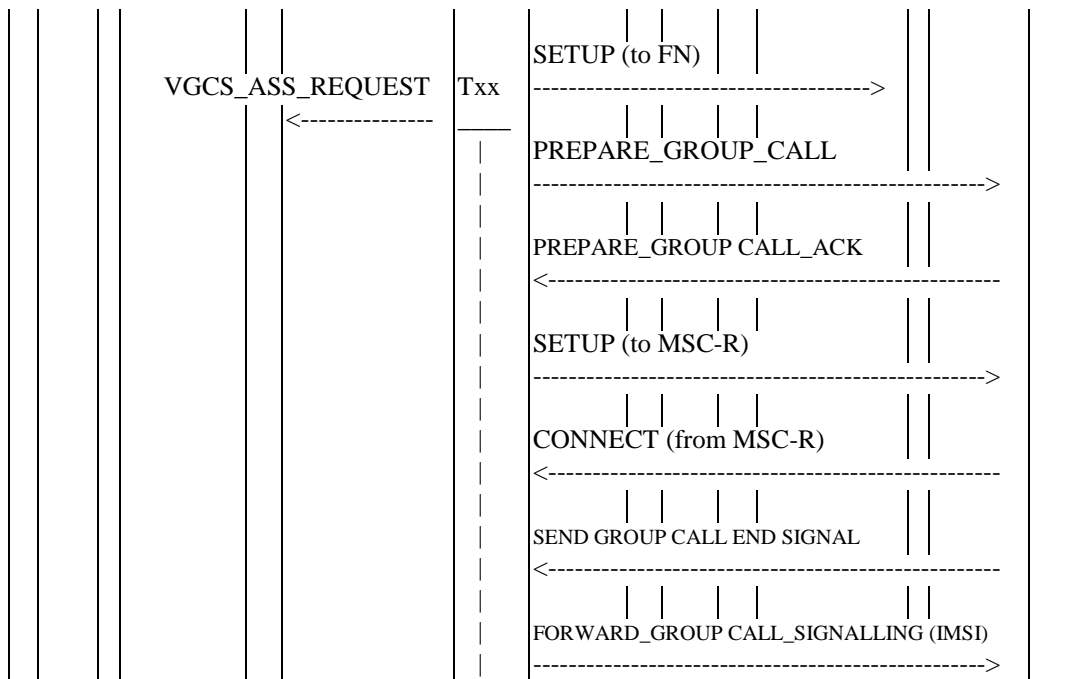 SETUP (to FN)
VGCS_ASS_REQUEST Txx
PREPARE_GROUP_CALL
PREPARE_GROUP CALL_ACK
SETUP (to MSC-R)
CONNECT (from MSC-R)
SEND GROUP CALL END SIGNAL
FORWARD_GROUP CALL_SIGNALLING (IMSI)